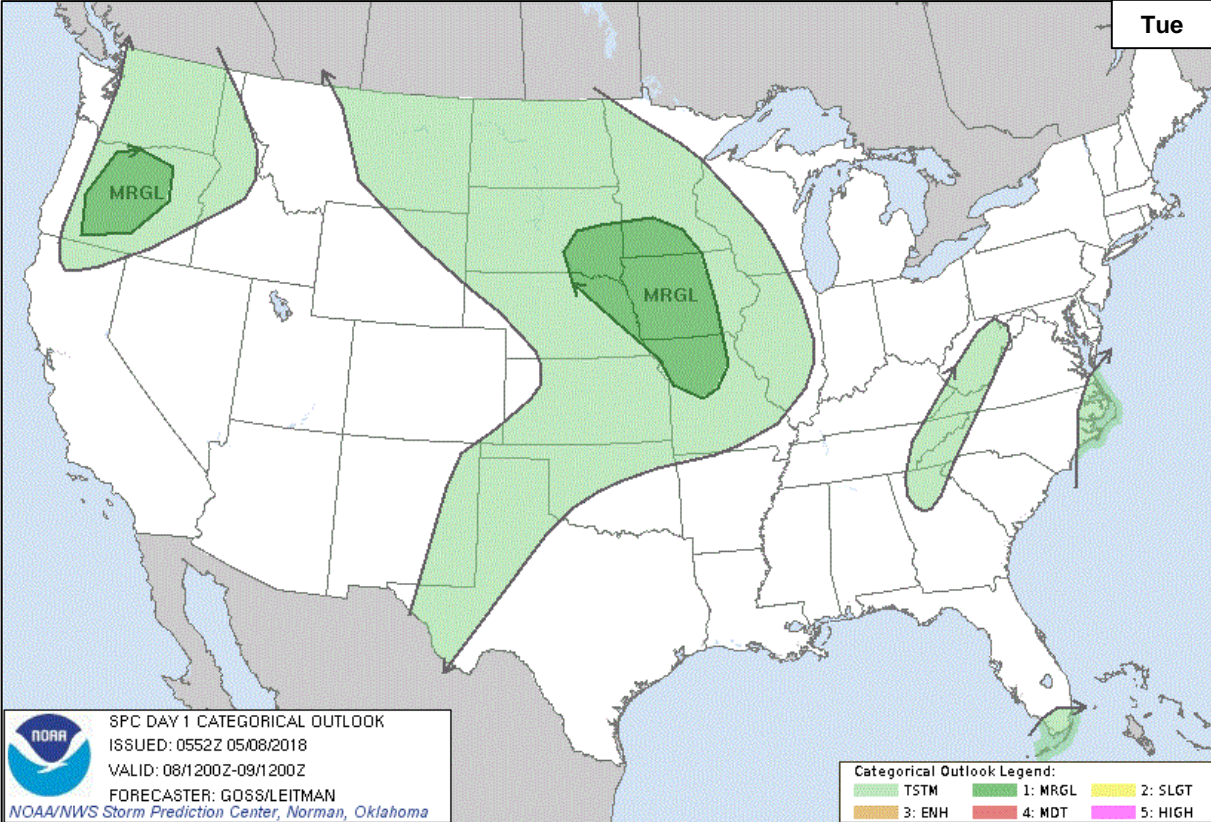 Tue
MRGL
MRGL
NOAA
SPC DAY 1 CATEGORICAL OUTLOOK
ISSUED: 0552Z 05/08/2018
VALID: 08/1200Z-09/1200Z
FORECASTER: GOSS/LEITMAN
NOAA/NWS Storm Prediction Center, Norman, Oklahoma
Categorical Outlook Legend:
TSTM 1: MRGL 2: SLGT
3: ENH 4: MDT 5: HIGH